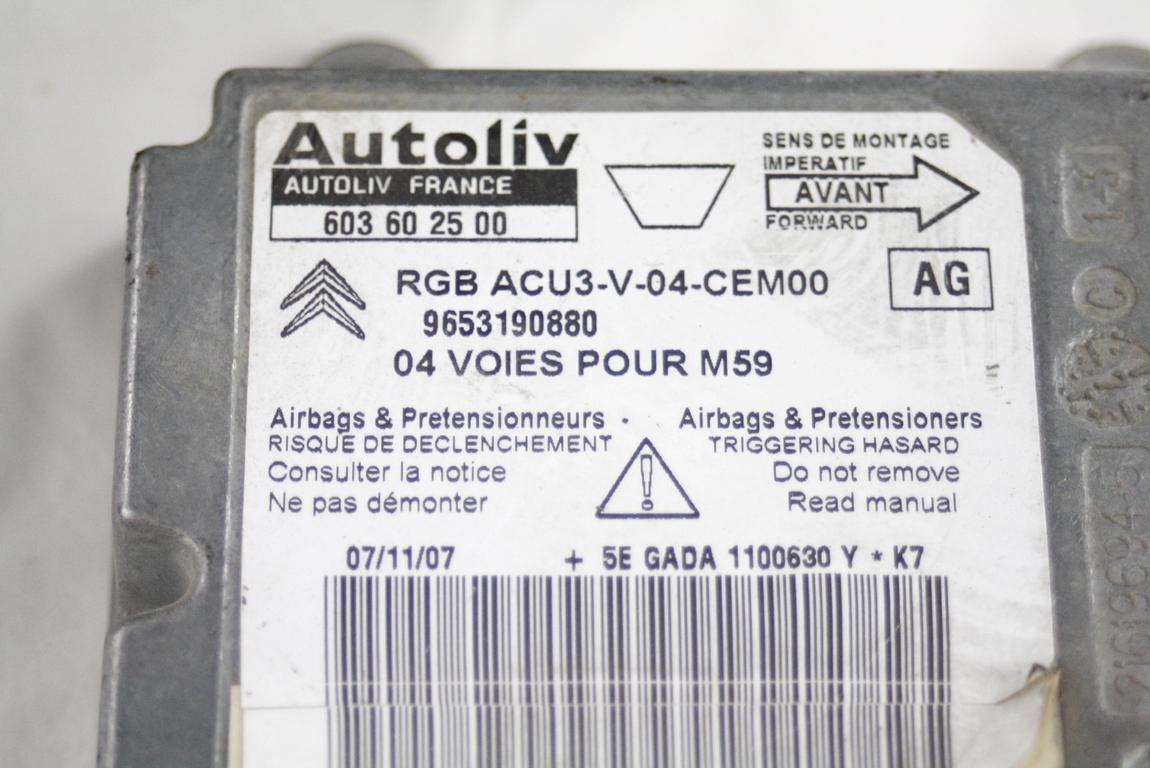 Autoliv
AUTOLIV FRANCE
603 60 25 00
SENS DE MONTAGE
IMPERATIF
AVANT
FORWARD
AG
RGB ACU3-V-04-CEM00
9653190880
04 VOIES POUR M59
Airbags & Pretensionneurs · Airbags & Pretensioners
RISQUE DE DECLENCHEMENT TRIGGERING HASARD
Consulter la notice ! Do not remove
Ne pas démonter Read manual
07/11/07 + 5E GADA 1100630 Y * K7
1-31
C